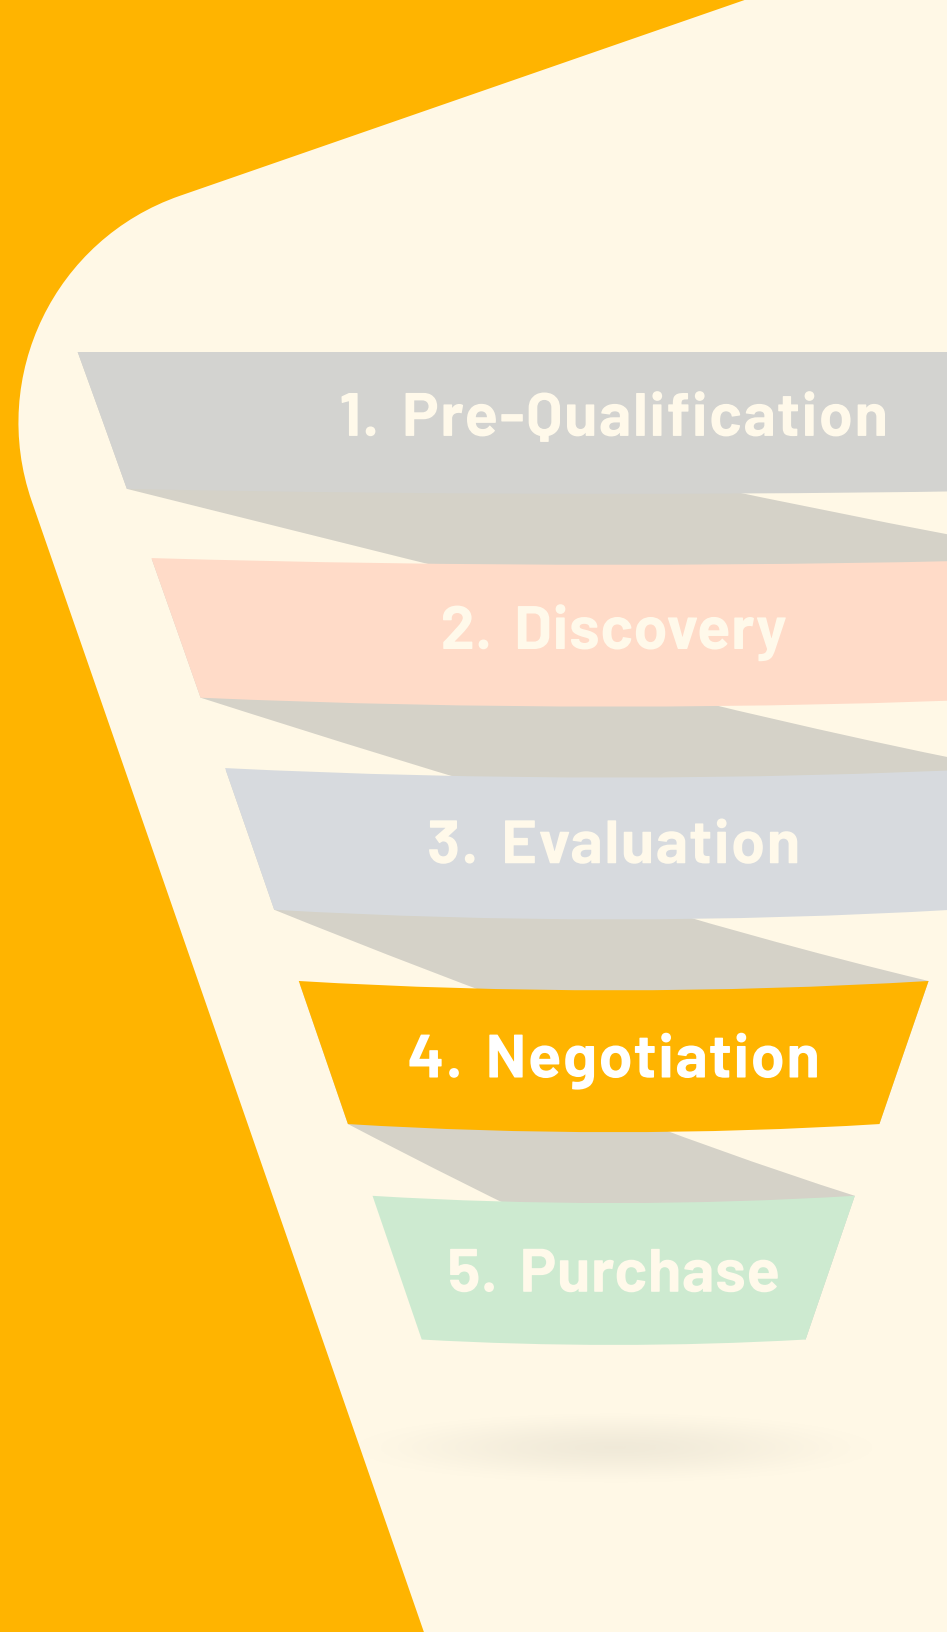 1. Pre-Qualification
2. Discovery
3. Evaluation
4. Negotiation
5. Purchase